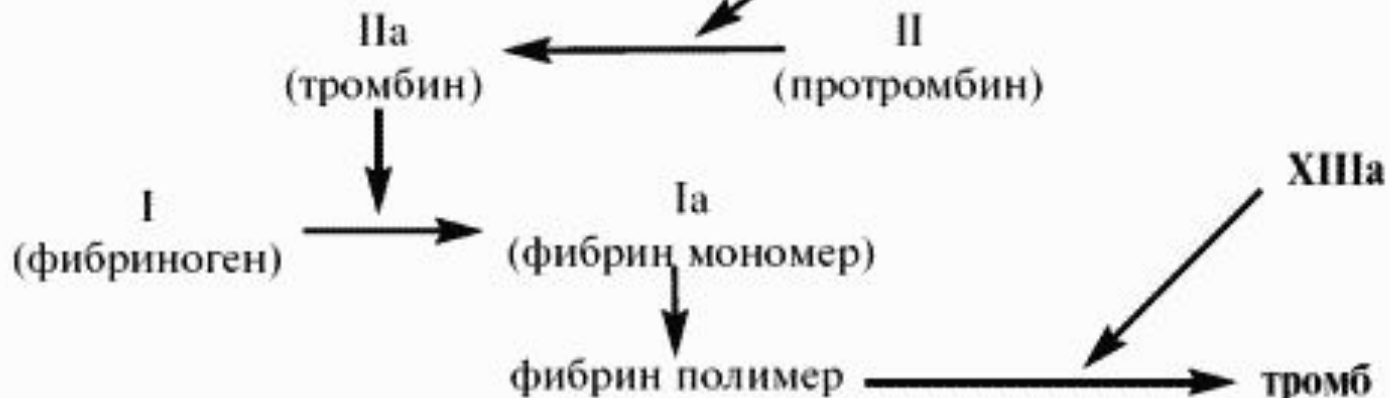 IIa
(тромбин)
II
(протромбин)
XIIIa
I
(фибриноген)
Ia
(фибрин мономер)
фибрин полимер
тромб